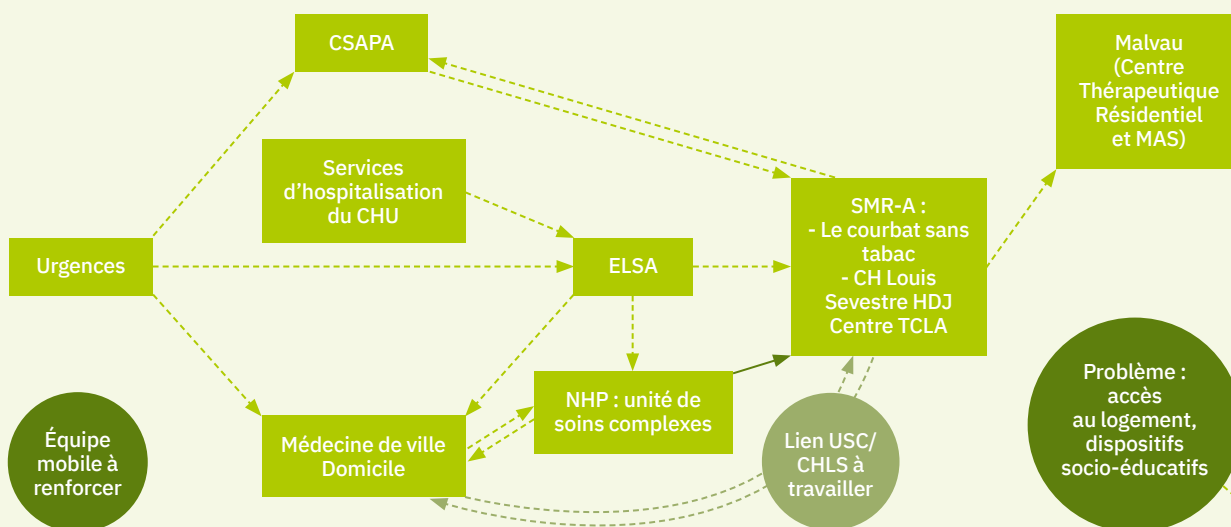 CSAPA
Malvau
(Centre
Thérapeutique
Résidentiel
et MAS)
Services
d’hospitalisation
du CHU
SMR-A :
- Le courbat sans
tabac
- CH Louis
Sevestre HDJ
Centre TCLA
Urgences
ELSA
NHP : unité de
soins complexes
Médecine de ville
Domicile
Équipe
mobile à
renforcer
Lien USC/
CHLS à
travailler
Problème :
accès
au logement,
dispositifs
socio-éducatifs